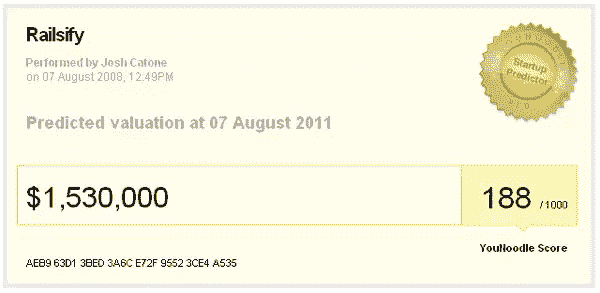 Railsify
Performed by Josh Catone
on 07 August 2008, 12:49PM
Startup
Predictor
Predicted valuation at 07 August 2011
$1,530,000
188 / 1000
YouNoodle Score
AEB9 63D1 3BED 3A6C E72F 9552 3CE4 A535